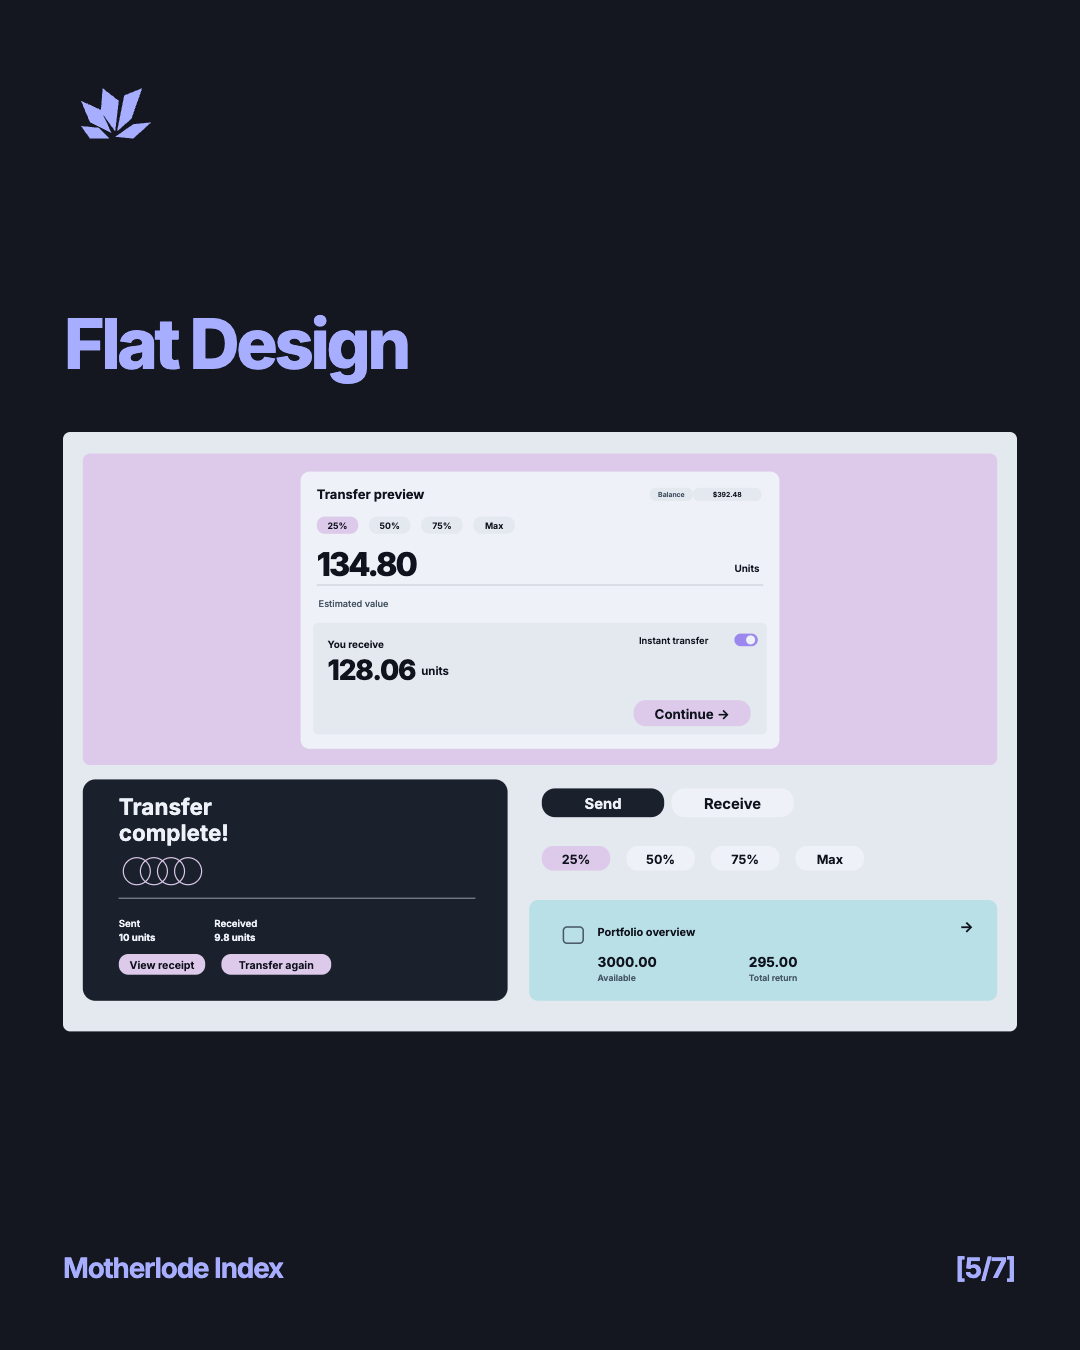 Flat Design
Transfer preview
Balance $392.48
25% 50% 75% Max
134.80 Units
Estimated value
Instant transfer
You receive
128.06 units
Continue →
Transfer
complete!
Sent Received
10 units 9.8 units
View receipt Transfer again
Send Receive
25% 50% 75% Max
Portfolio overview →
3000.00 295.00
Available Total return
Motherlode Index [5/7]